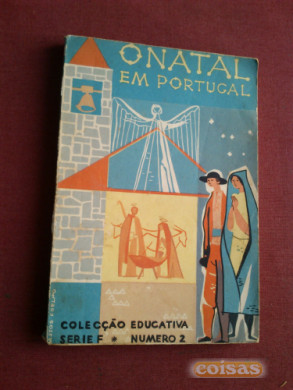 O NATAL
EM PORTUGAL
COLECÇÃO EDUCATIVA
SERIE F • NUMERO 2
coisas